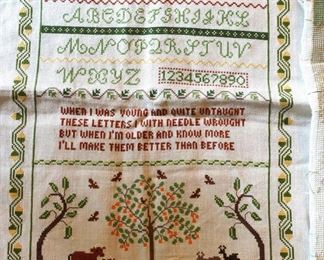 ABCDEFGHIJKL
MNOPQRSTUV
WXYZ 1234567890
WHEN I WAS YOUNG AND QUITE UNTAUGHT
THESE LETTERS I WITH NEEDLE WROUGHT
BUT WHEN I'M OLDER AND KNOW MORE
I'LL MAKE THEM BETTER THAN BEFORE